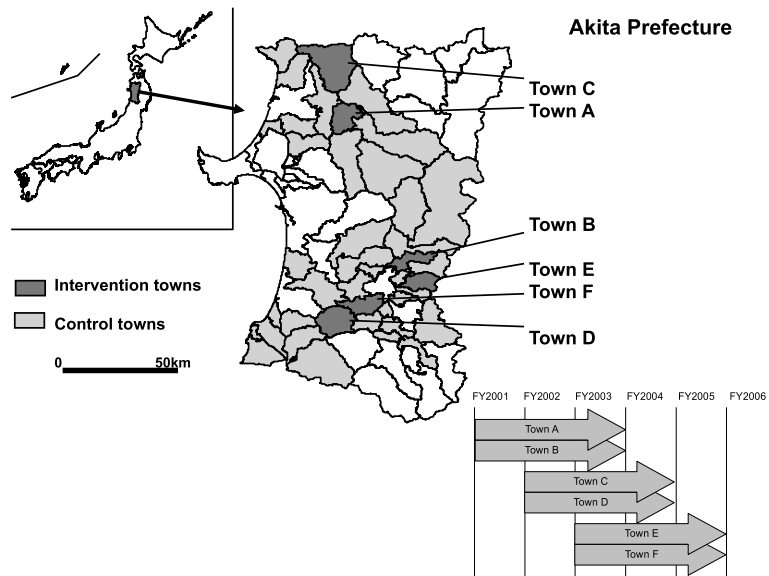 Akita Prefecture
Town C
Town A
Town B
Town E
Town F
Town D
Intervention towns
Control towns
0 50km
FY2001 FY2002 FY2003 FY2004 FY2005 FY2006
Town A
Town B
Town C
Town D
Town E
Town F